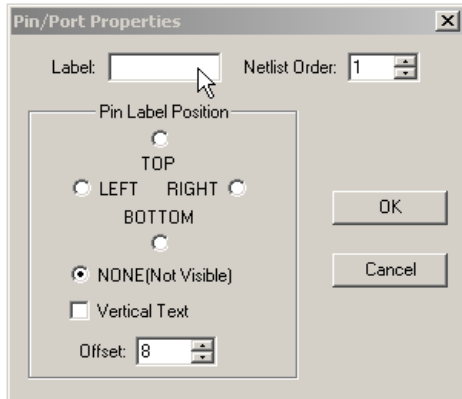 Pin/Port Properties
Label: Netlist Order: 1
Pin Label Position
TOP
LEFT RIGHT
BOTTOM
OK
NONE(Not Visible)
Cancel
Vertical Text
Offset: 8